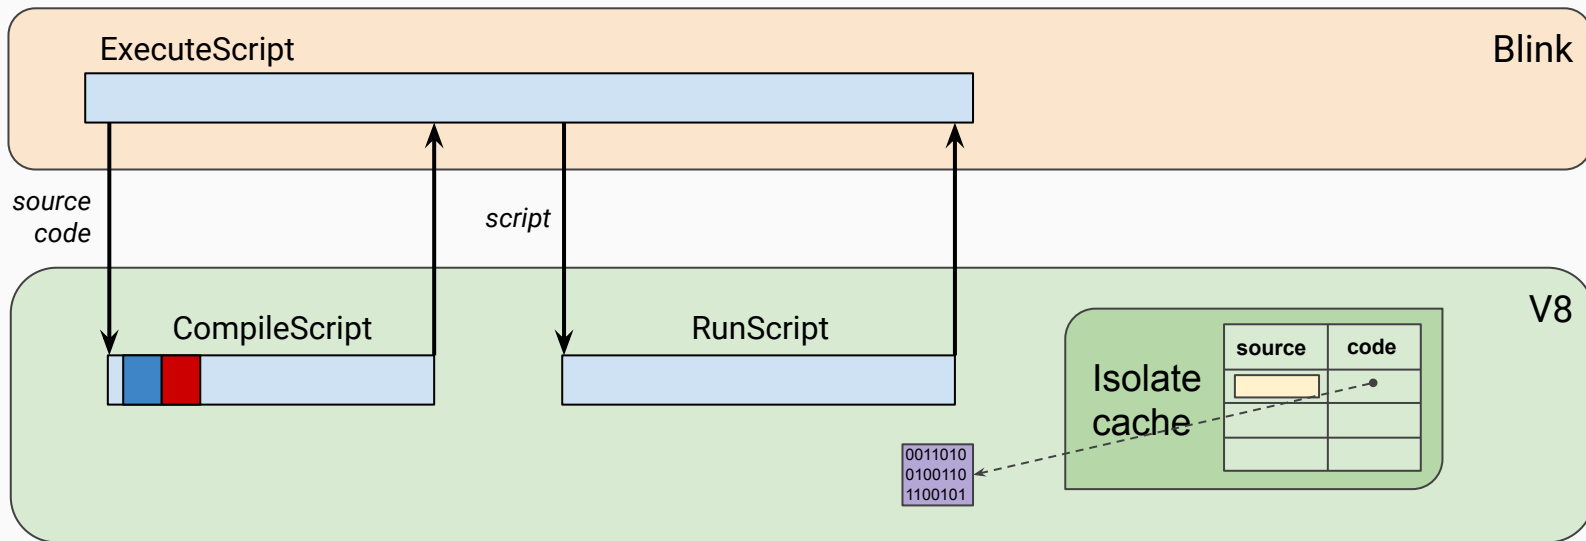 ExecuteScript
Blink
source
code
script
V8
CompileScript
RunScript
Isolate
cache
source code
0011010
0100110
1100101